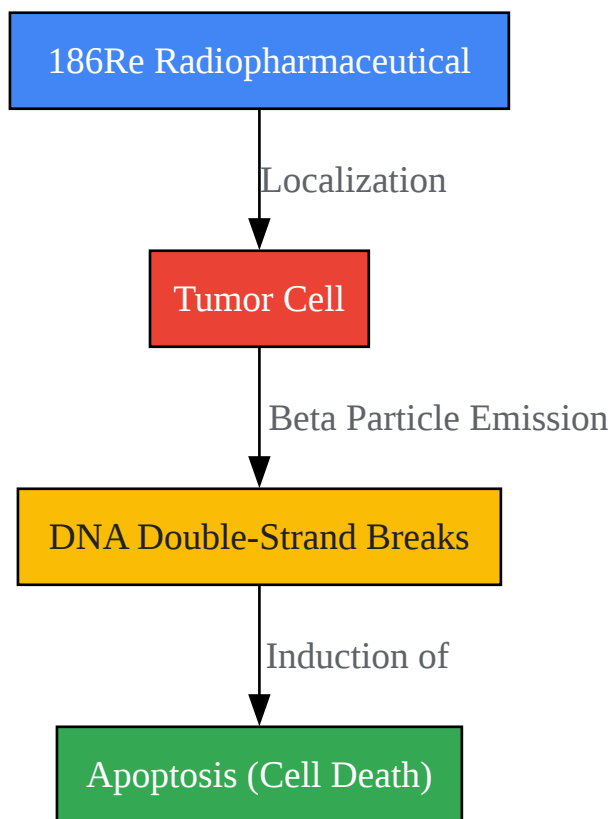 186Re Radiopharmaceutical
Localization
Tumor Cell
Beta Particle Emission
DNA Double-Strand Breaks
Induction of
Apoptosis (Cell Death)